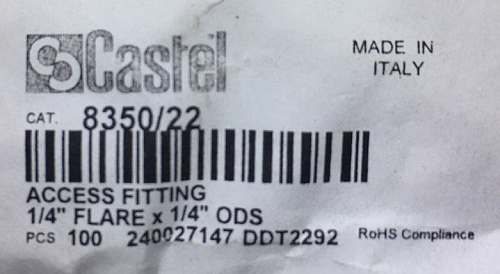 Castel
MADE IN
ITALY
CAT. 8350/22
ACCESS FITTING
1/4" FLARE x 1/4" ODS
PCS 100 240027147 DDT2292 RoHS Compliance